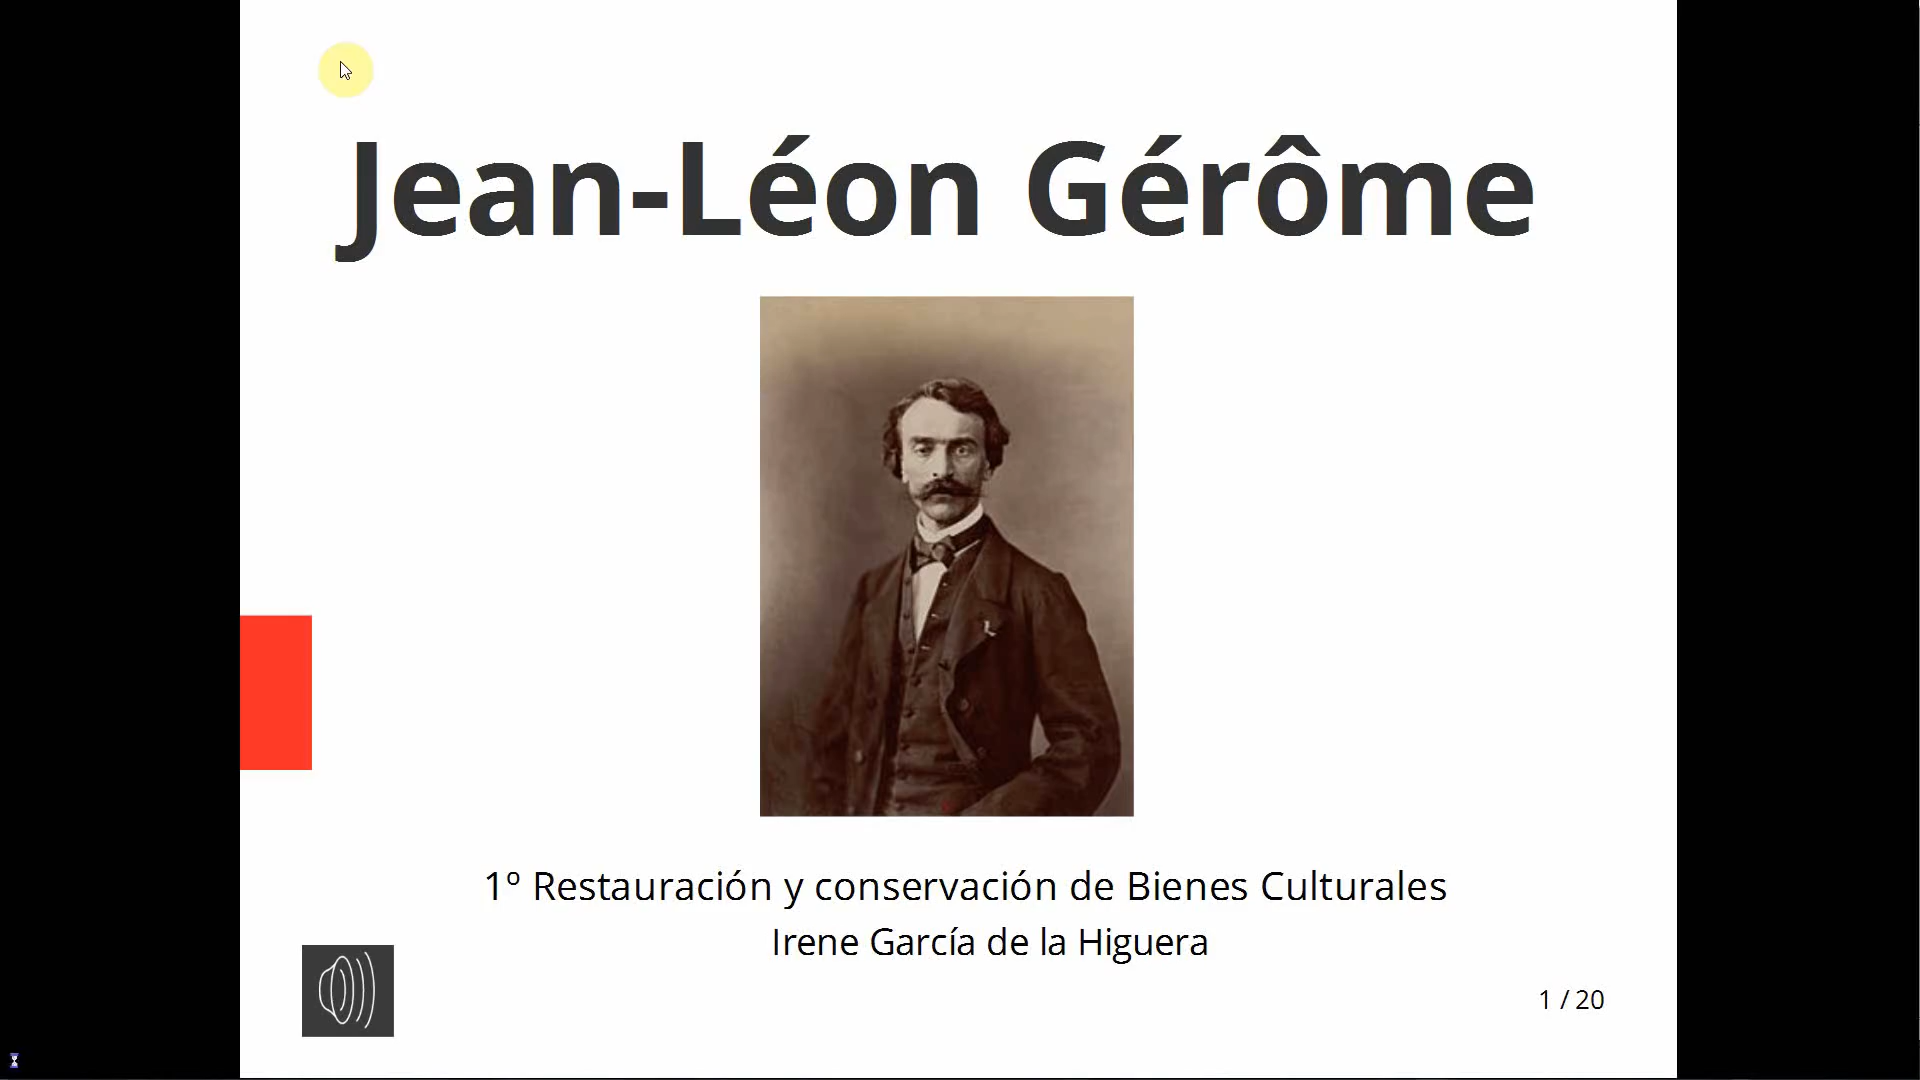 Jean-Léon Gérôme
1º Restauración y conservación de Bienes Culturales
Irene García de la Higuera
1 / 20